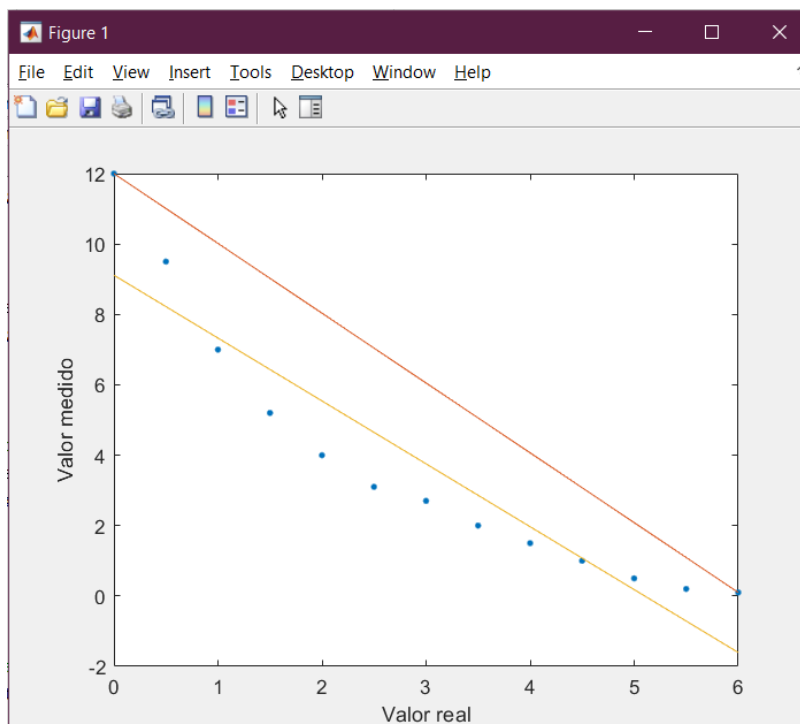 Figure 1
File Edit View Insert Tools Desktop Window Help
12
10
8
6
4
2
0
-2
Valor medido
0 1 2 3 4 5 6
Valor real